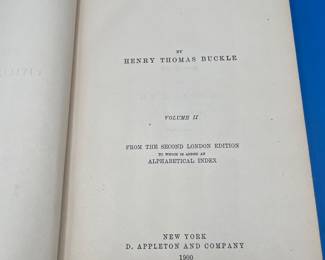 BY
HENRY THOMAS BUCKLE
VOLUME II
FROM THE SECOND LONDON EDITION
TO WHICH IS ADDED AN
ALPHABETICAL INDEX
NEW YORK
D. APPLETON AND COMPANY
1900